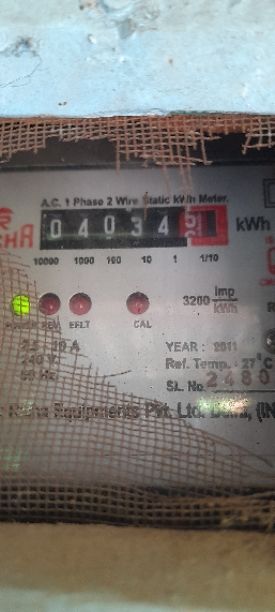 A.C. 1 Phase 2 Wire Static kWh Meter.
0 4 0 3 4
kWh
10000 1000 100 10 1 1/10
3200 imp/kWh
REV EFLT CAL
YEAR : 2011
240 V
50 Hz
Ref. Temp. : 27°C
SL. No. 2480
Equipments Pvt. Ltd.